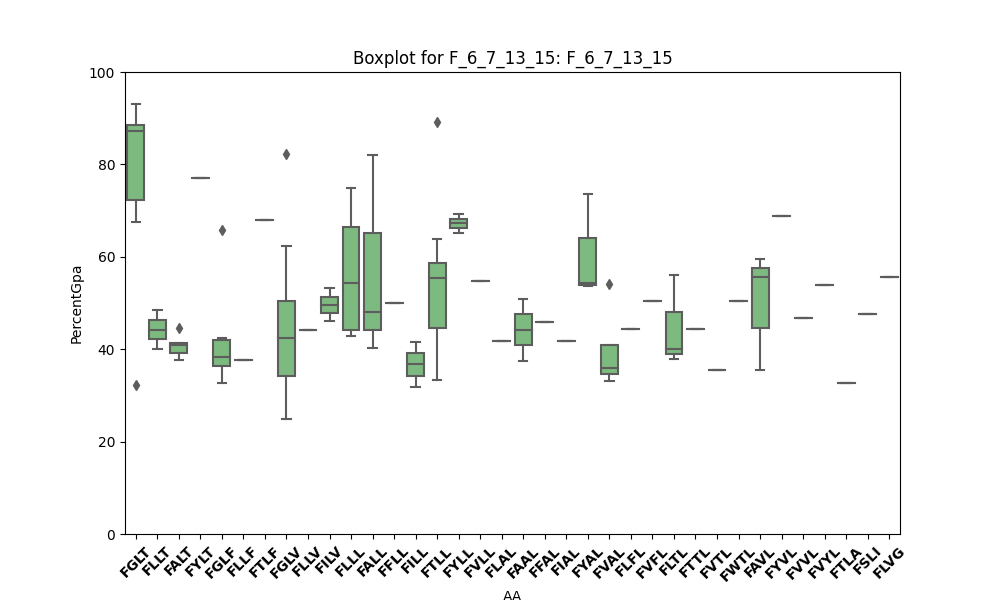 Boxplot for F_6_7_13_15: F_6_7_13_15
PercentGpa
100
80
60
40
20
0
FGLT FLLT FALT FYLT FGLF FLLF FTLF FGLV FLLV FILV FLLL FALL FFLL FILL FTLL FYLL FVLL FLAL FAAL FFAL FIAL FYAL FVAL FLFL FVFL FLTL FTTL FVTL FWTL FAVL FYVL FVVL FVYL FTLA FSLI FLVG
AA